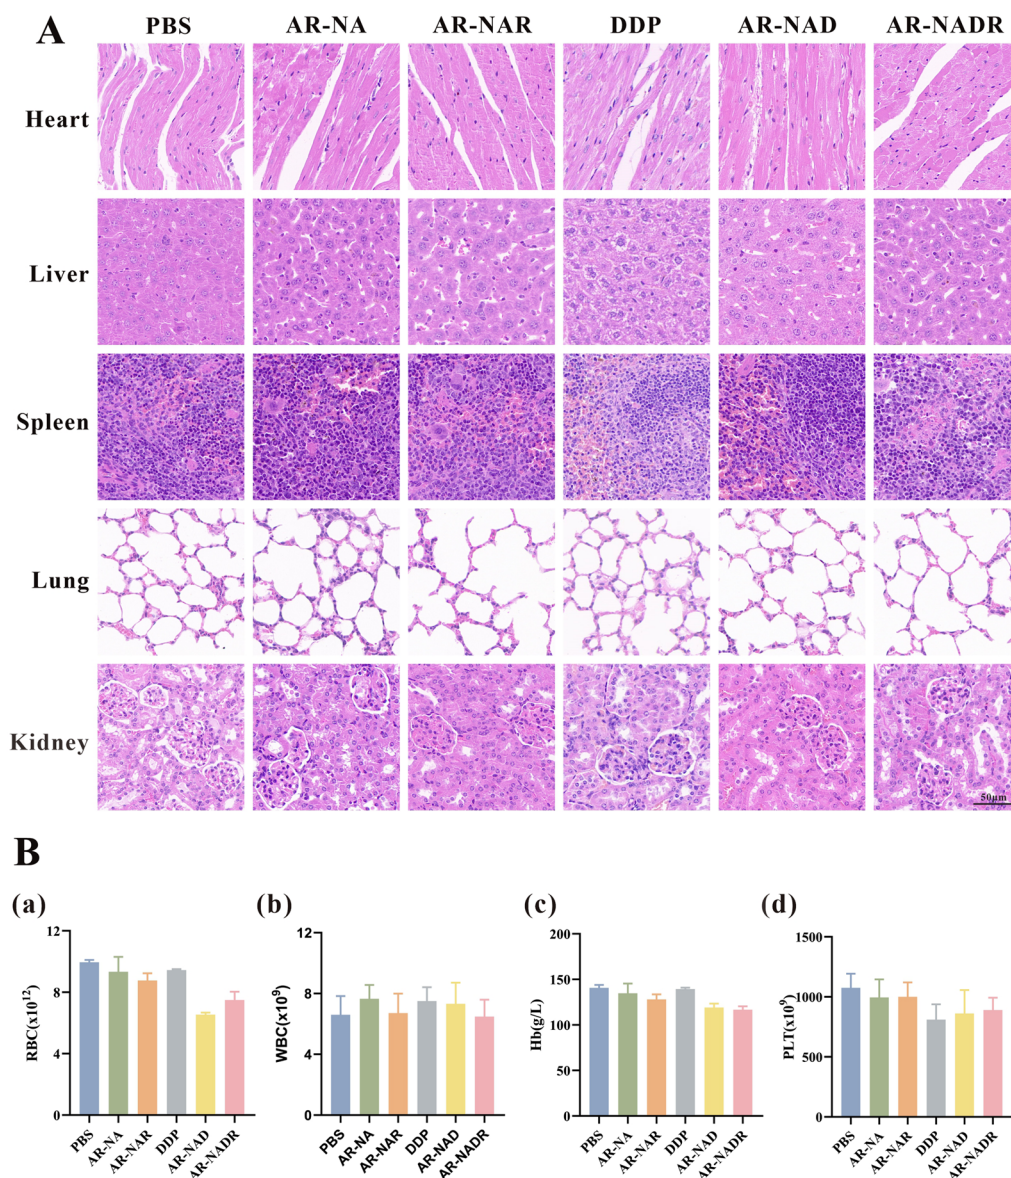 A
PBS AR-NA AR-NAR DDP AR-NAD AR-NADR
Heart
Liver
Spleen
Lung
Kidney
50μm
B
(a) (b) (c) (d)
RBC(x10¹²)
12
8
4
0
PBS AR-NA AR-NAR DDP AR-NAD AR-NADR
WBC(×10⁹)
12
8
4
0
PBS AR-NA AR-NAR DDP AR-NAD AR-NADR
Hb(g/L)
200
150
100
50
0
PBS AR-NA AR-NAR DDP AR-NAD AR-NADR
PLT(x10⁹)
1500
1000
500
0
PBS AR-NA AR-NAR DDP AR-NAD AR-NADR